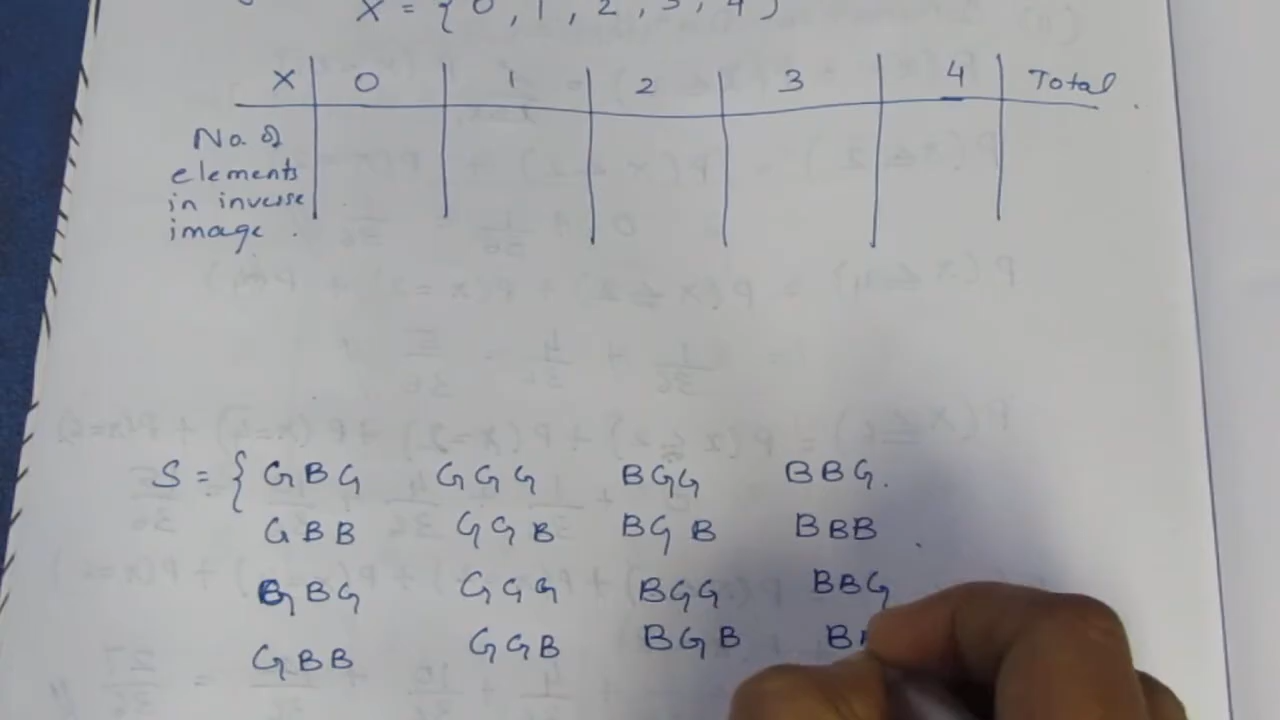 X = { 0 , 1 , 2 , 3 , 4 }
X 0 1 2 3 4 Total
No. of
elements
in inverse
image .
S = { GBG GGG BGG BBG.
GBB GGB BGB BBB
GBG GGG BGG BBG
GBB GGB BGB